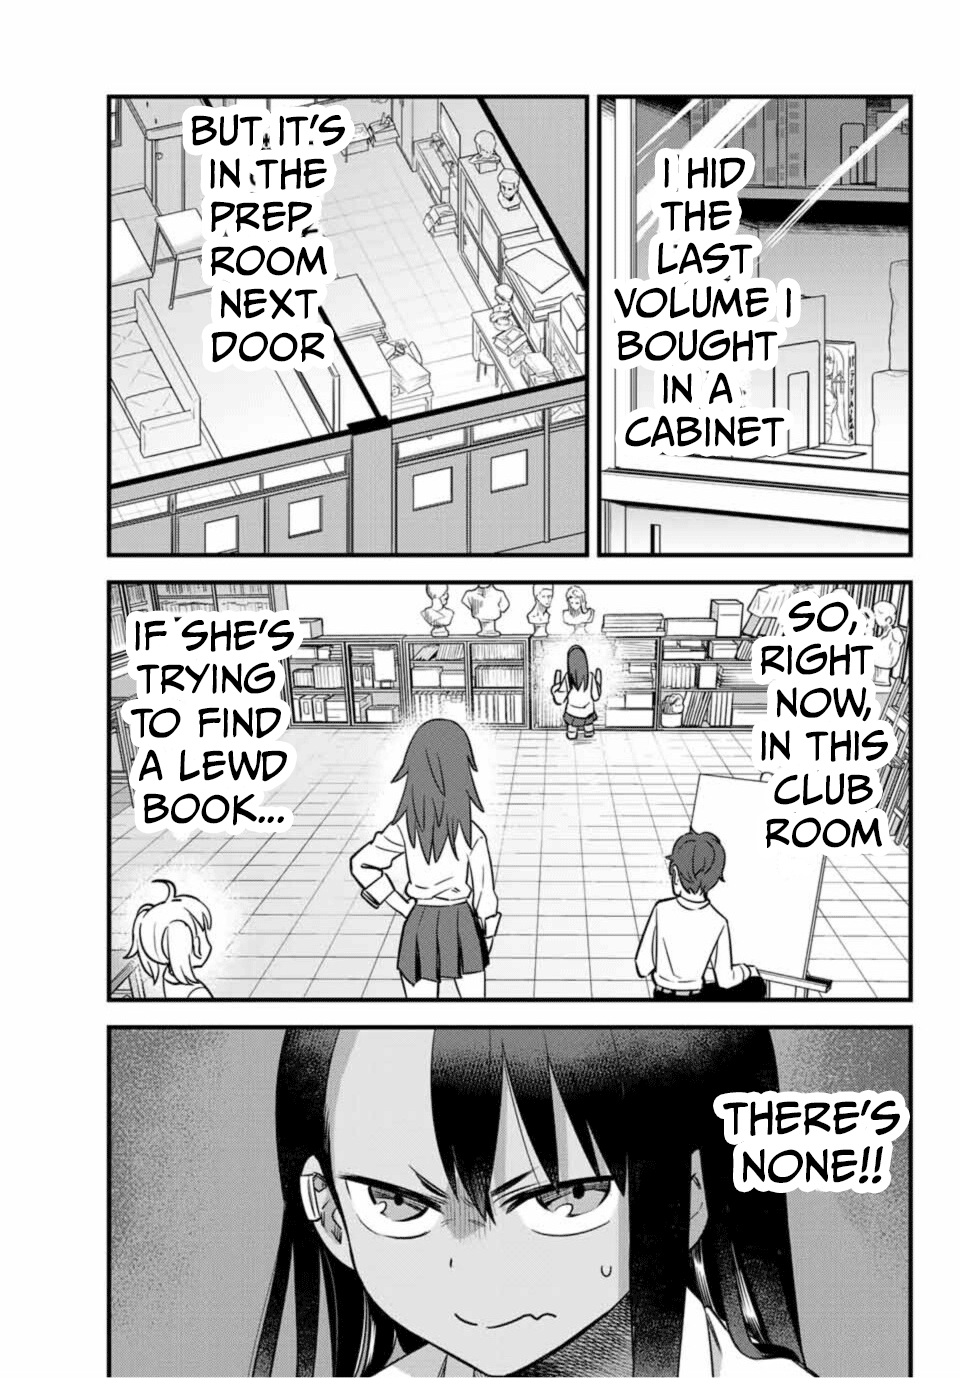 I HID
THE
LAST
VOLUME I
BOUGHT
IN A
CABINET
BUT IT'S
IN THE
PREP
ROOM
NEXT
DOOR
SO,
RIGHT
NOW,
IN THIS
CLUB
ROOM
IF SHE'S
TRYING
TO FIND
A LEWD
BOOK...
THERE'S
NONE!!